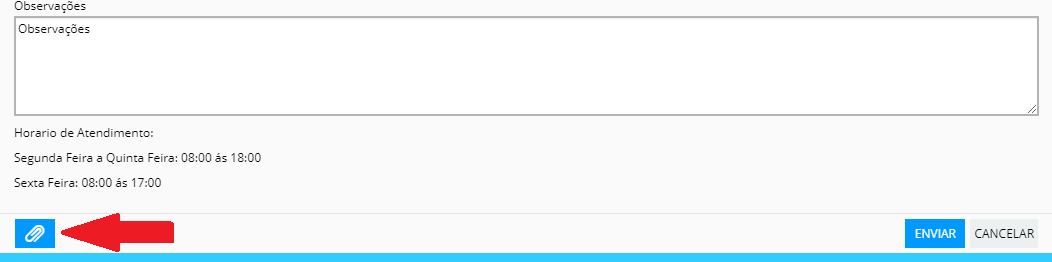 Observações
Observações
Horario de Atendimento:
Segunda Feira a Quinta Feira: 08:00 ás 18:00
Sexta Feira: 08:00 ás 17:00
ENVIAR CANCELAR